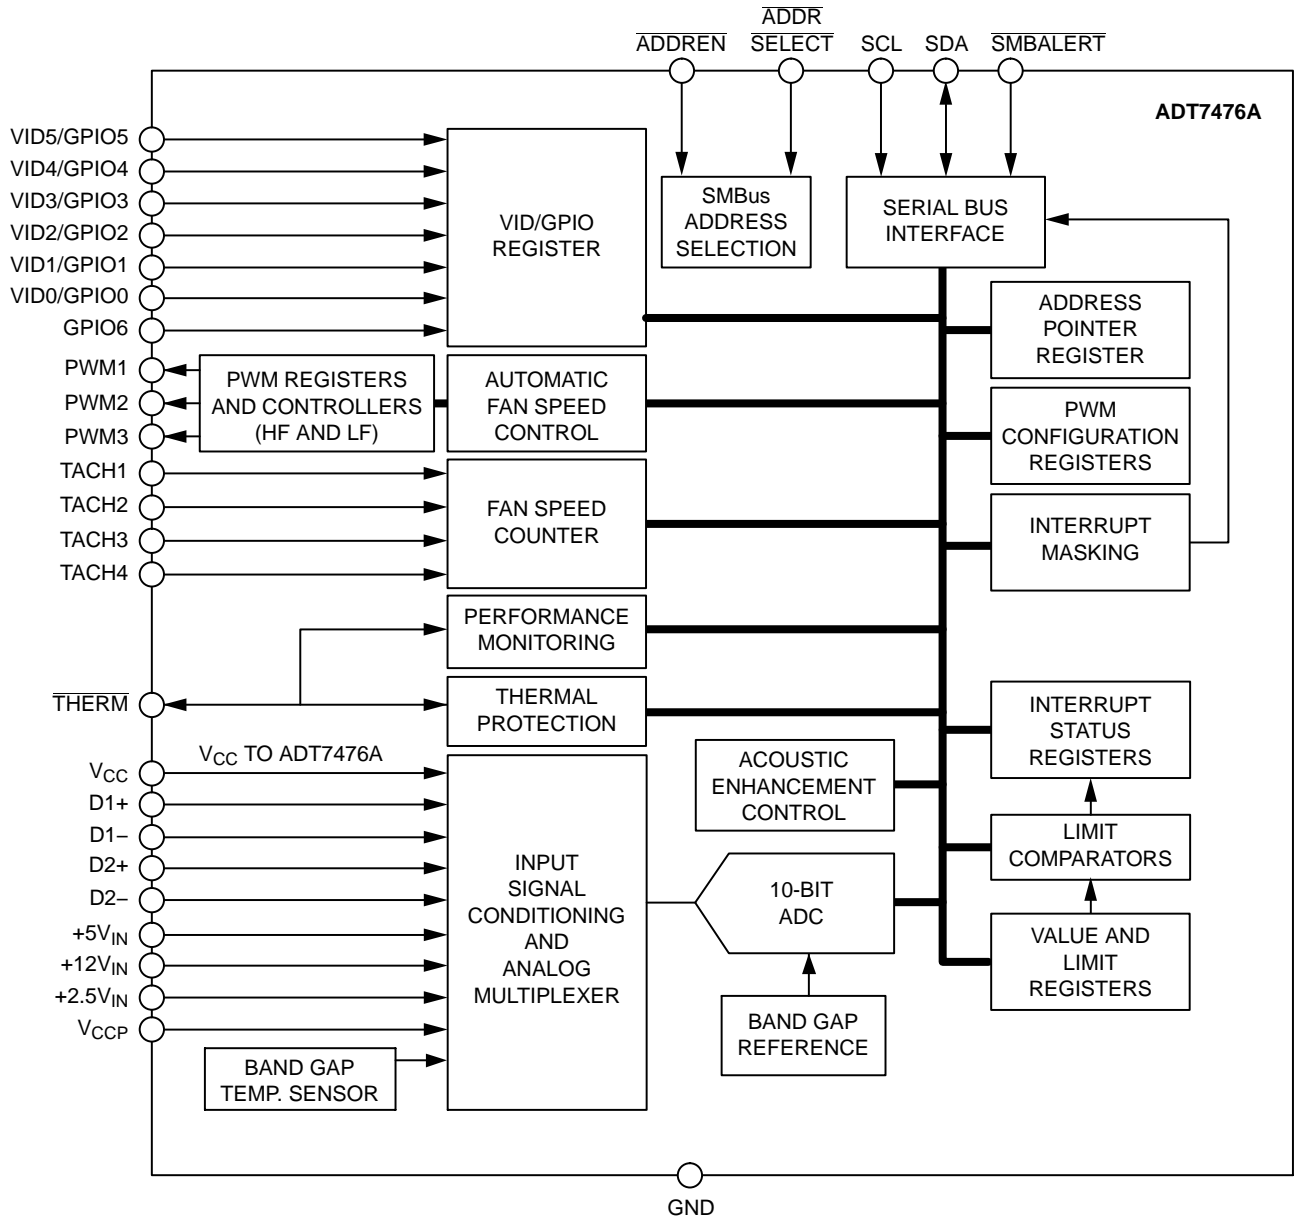 ADDREN
ADDR
SELECT
SCL
SDA
SMBALERT
ADT7476A
VID5/GPIO5
VID4/GPIO4
VID3/GPIO3
VID2/GPIO2
VID1/GPIO1
VID0/GPIO0
GPIO6
VID/GPIO
REGISTER
SMBus
ADDRESS
SELECTION
SERIAL BUS
INTERFACE
ADDRESS
POINTER
REGISTER
PWM1
PWM2
PWM3
PWM REGISTERS
AND CONTROLLERS
(HF AND LF)
AUTOMATIC
FAN SPEED
CONTROL
PWM
CONFIGURATION
REGISTERS
TACH1
TACH2
TACH3
TACH4
FAN SPEED
COUNTER
INTERRUPT
MASKING
PERFORMANCE
MONITORING
THERM
THERMAL
PROTECTION
INTERRUPT
STATUS
REGISTERS
VCC TO ADT7476A
VCC
D1+
D1–
D2+
D2–
+5VIN
+12VIN
+2.5VIN
VCCP
INPUT
SIGNAL
CONDITIONING
AND
ANALOG
MULTIPLEXER
ACOUSTIC
ENHANCEMENT
CONTROL
LIMIT
COMPARATORS
10-BIT
ADC
VALUE AND
LIMIT
REGISTERS
BAND GAP
REFERENCE
BAND GAP
TEMP. SENSOR
GND